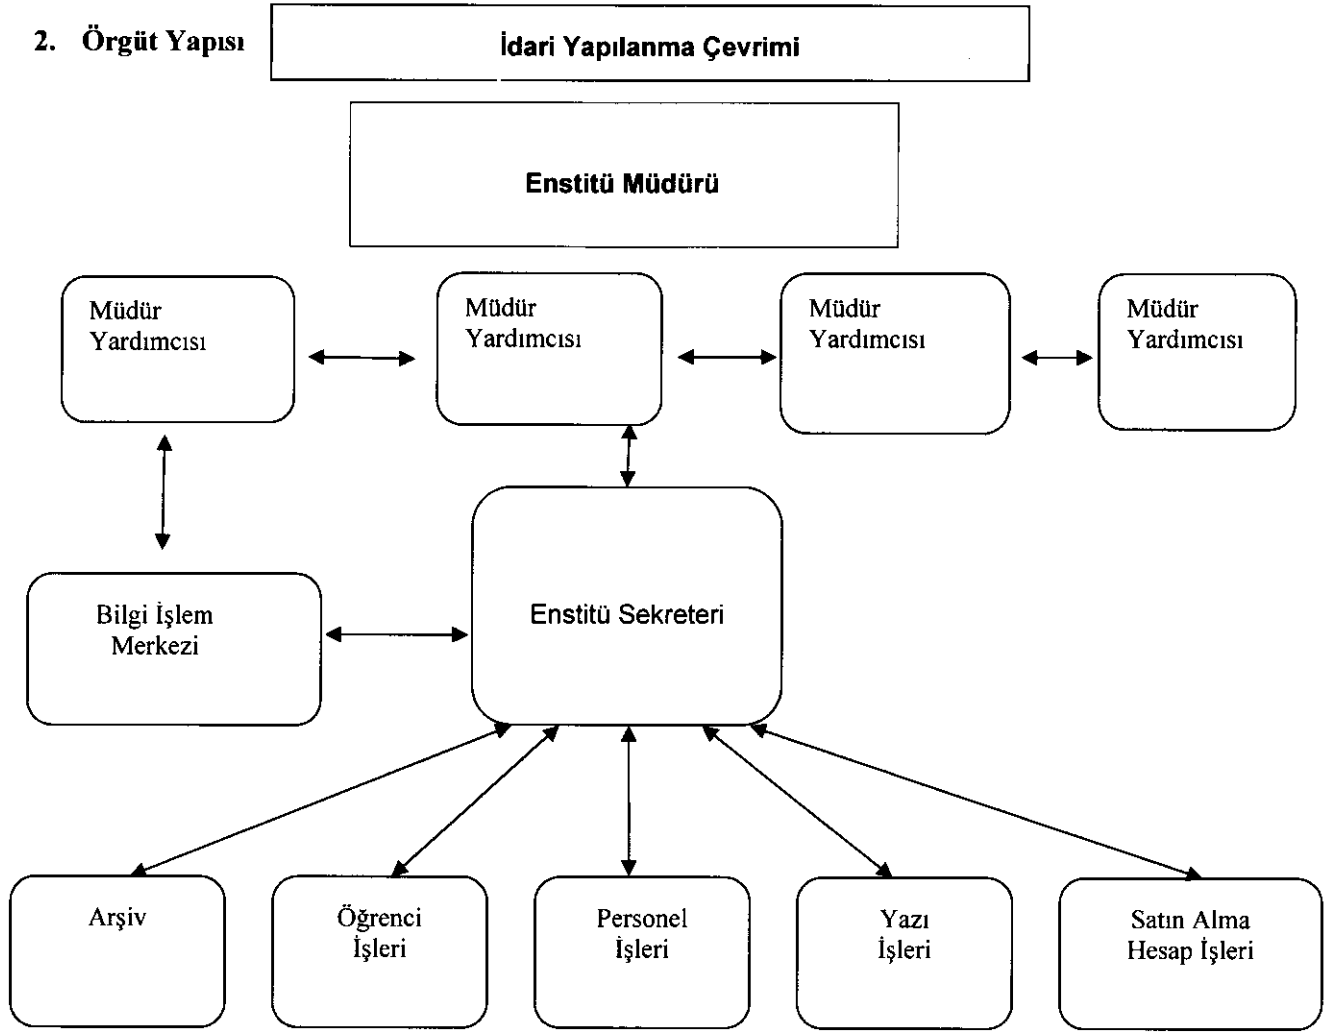 2. Örgüt Yapısı
İdari Yapılanma Çevrimi
Enstitü Müdürü
Müdür
Yardımcısı
Müdür
Yardımcısı
Müdür
Yardımcısı
Müdür
Yardımcısı
Bilgi İşlem
Merkezi
Enstitü Sekreteri
Arşiv
Öğrenci
İşleri
Personel
İşleri
Yazı
İşleri
Satın Alma
Hesap İşleri